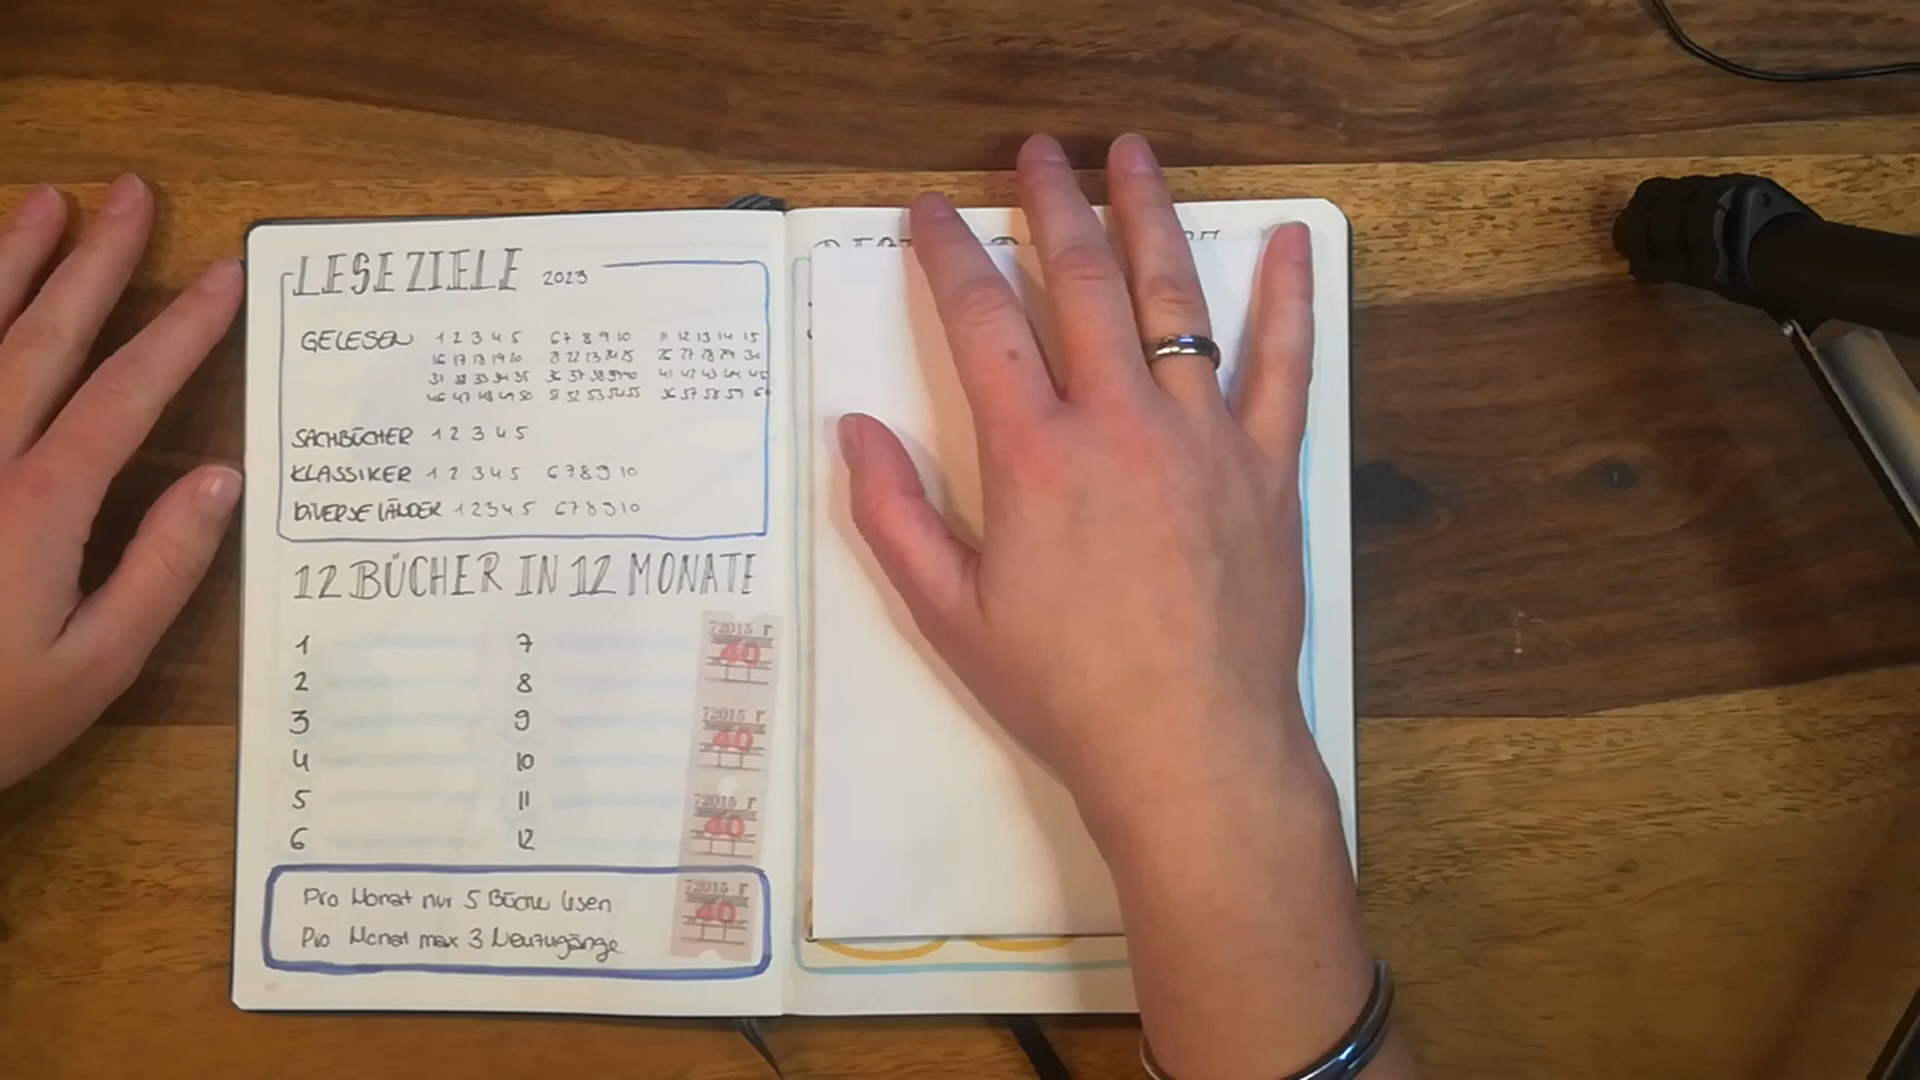 LESEZIELE 2023
GELESEN 1 2 3 4 5 6 7 8 9 10 11 12 13 14 15
16 17 18 19 20 21 22 23 24 25 26 27 28 29 30
31 32 33 34 35 36 37 38 39 40 41 42 43 44 45
46 47 48 49 50 51 52 53 54 55 56 57 58 59 60
SACHBÜCHER 1 2 3 4 5
KLASSIKER 1 2 3 4 5 6 7 8 9 10
DIVERSE LÄNDER 1 2 3 4 5 6 7 8 9 10
12 BÜCHER IN 12 MONATE
1 7
2 8
3 9
4 10
5 11
6 12
72015 F
40
72015 F
40
72015 F
40
72015 F
40
Pro Monat nur 5 Bücher lesen
Pro Monat max 3 Neuzugänge